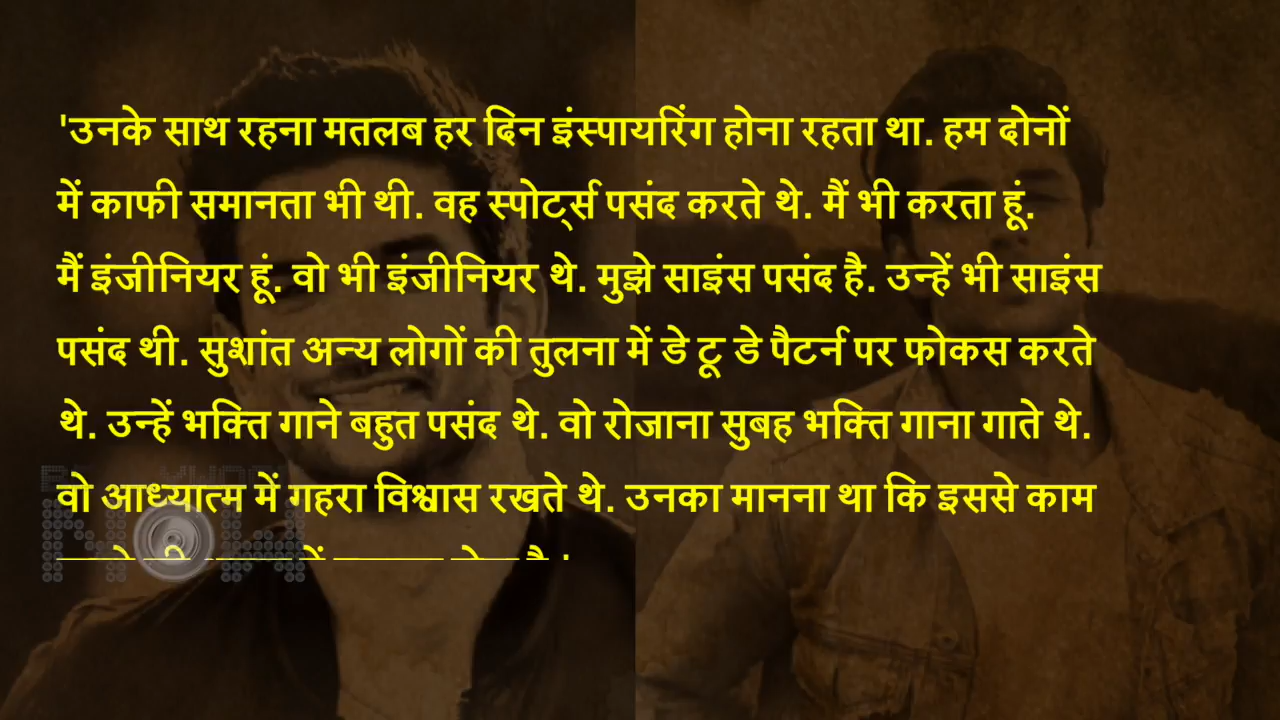 'उनके साथ रहना मतलब हर दिन इंस्पायरिंग होना रहता था. हम दोनों
में काफी समानता भी थी. वह स्पोर्ट्स पसंद करते थे. मैं भी करता हूं.
मैं इंजीनियर हूं. वो भी इंजीनियर थे. मुझे साइंस पसंद है. उन्हें भी साइंस
पसंद थी. सुशांत अन्य लोगों की तुलना में डे टू डे पैटर्न पर फोकस करते
थे. उन्हें भक्ति गाने बहुत पसंद थे. वो रोजाना सुबह भक्ति गाना गाते थे.
वो आध्यात्म में गहरा विश्वास रखते थे. उनका मानना था कि इससे काम
NOW